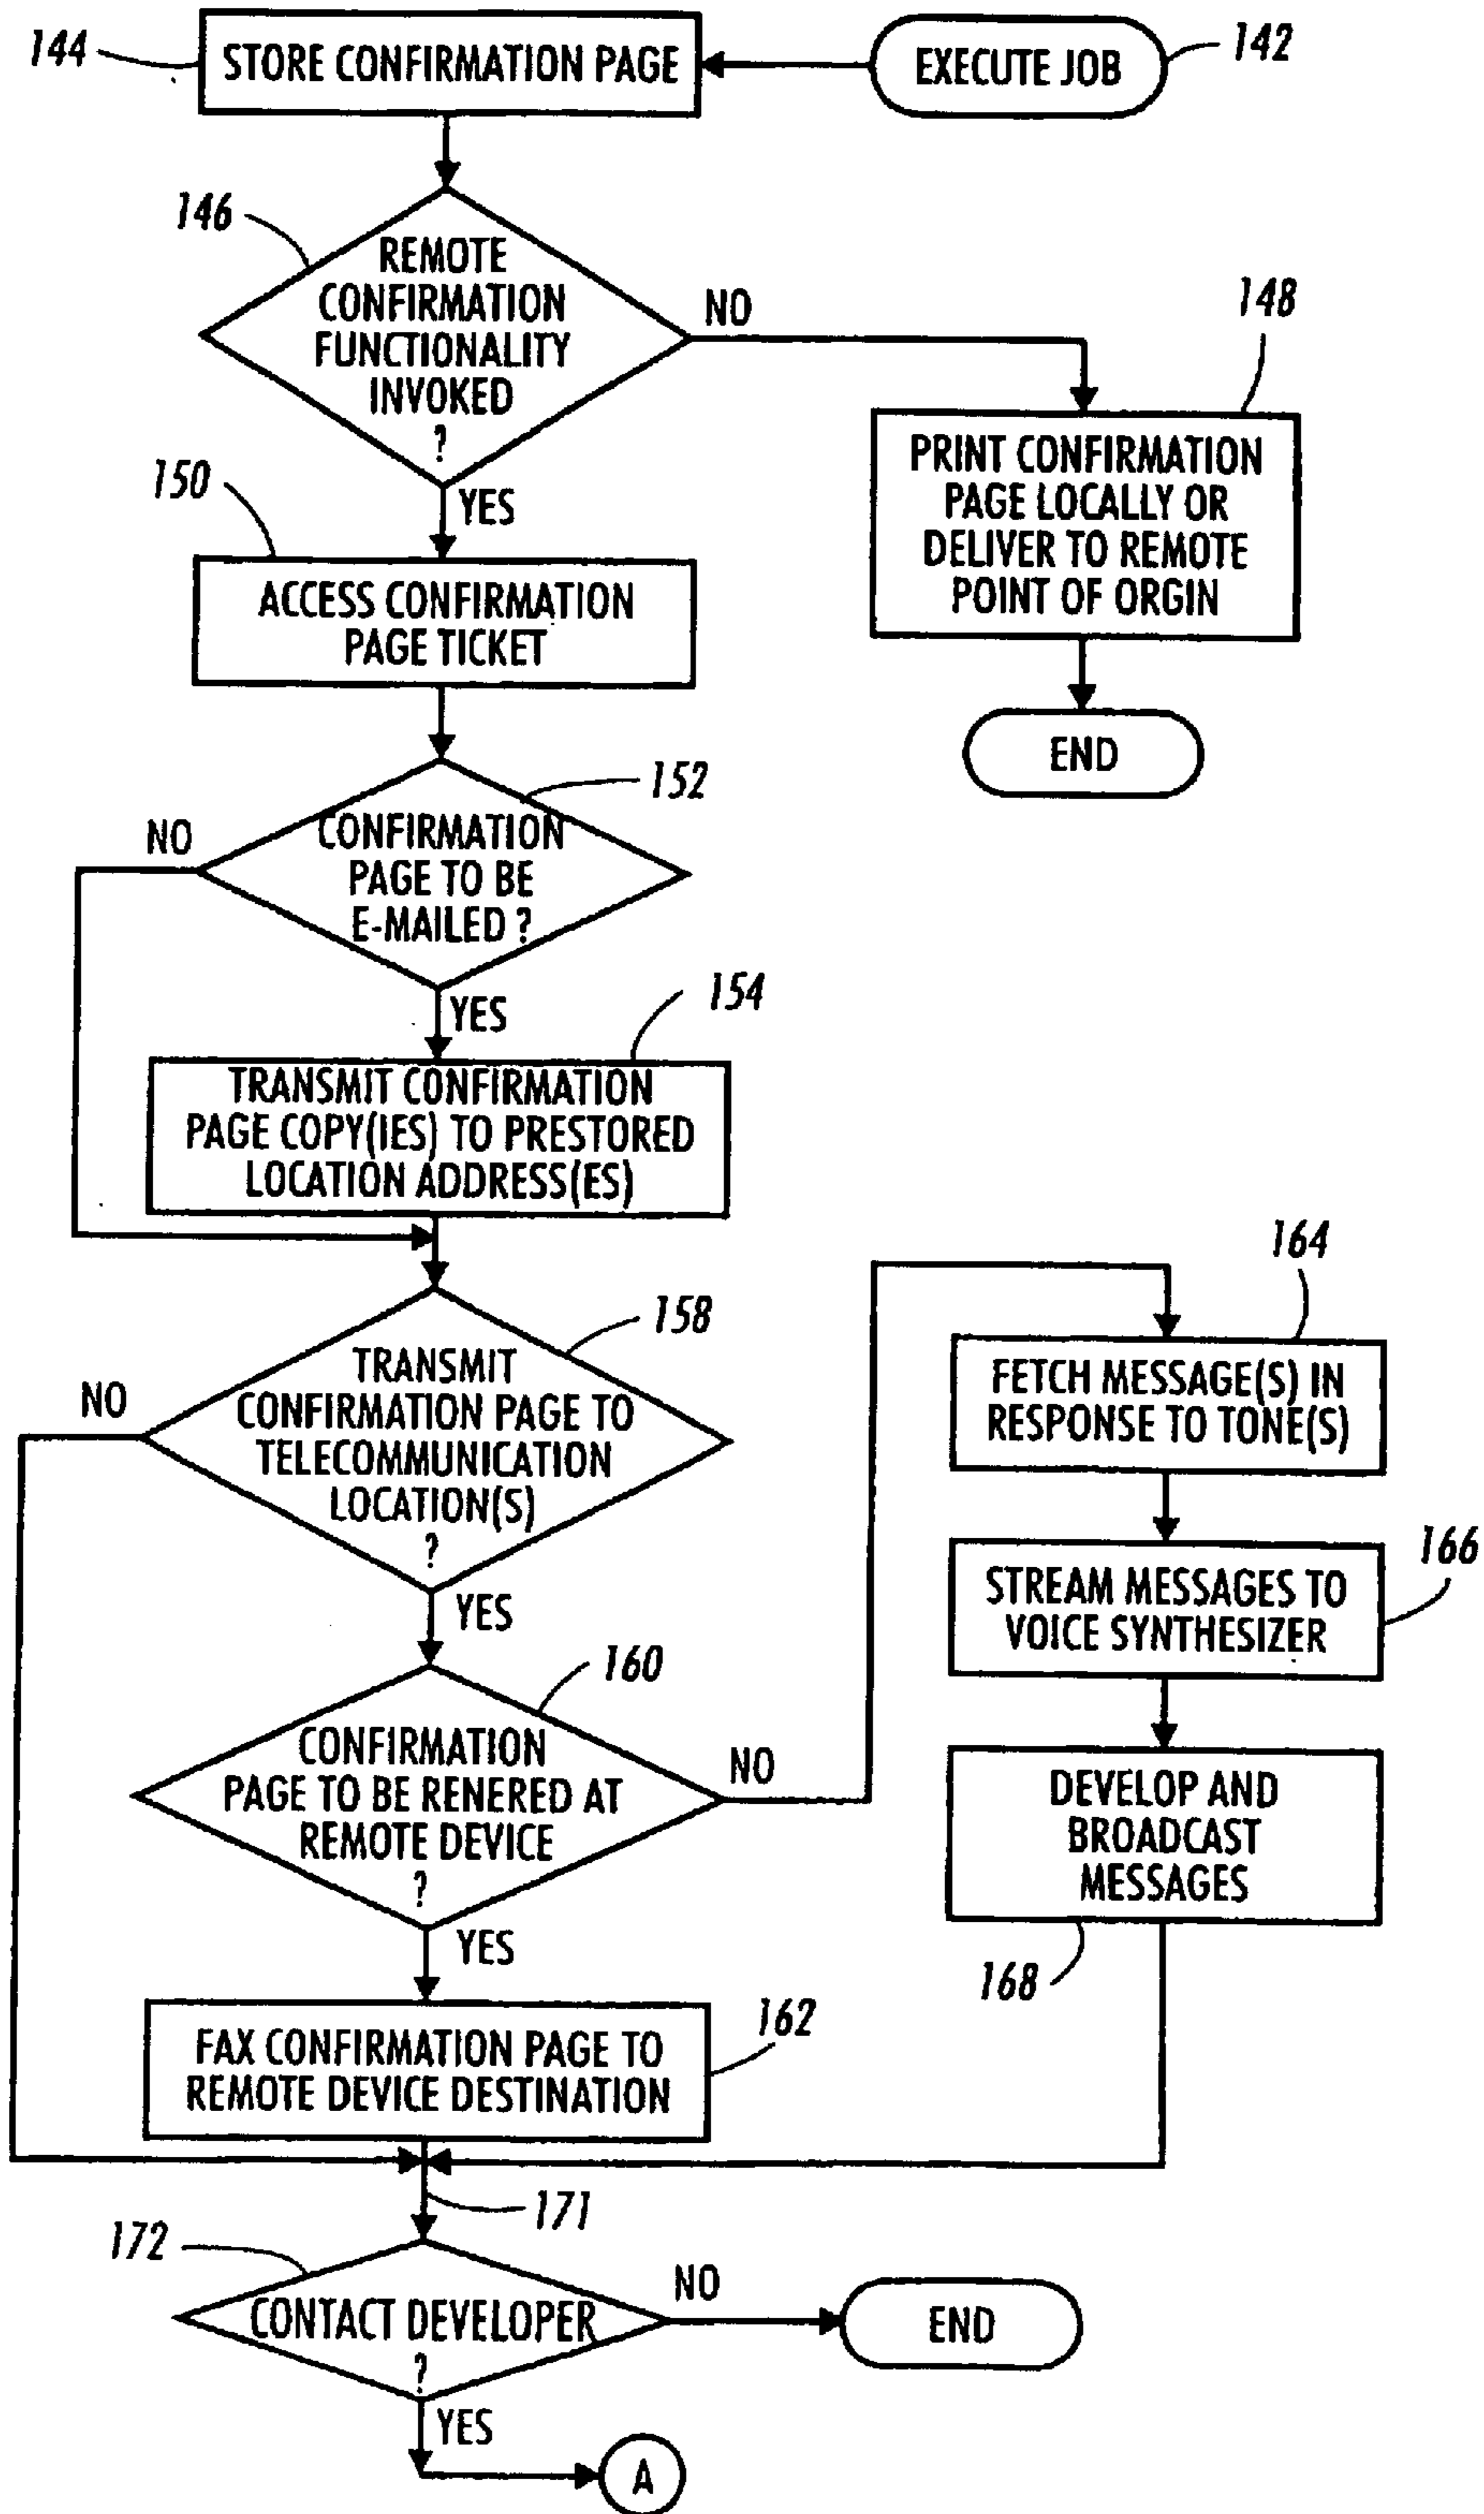 144
STORE CONFIRMATION PAGE
EXECUTE JOB
142
146
REMOTE
CONFIRMATION
FUNCTIONALITY
INVOKED
?
NO
148
YES
PRINT CONFIRMATION
PAGE LOCALLY OR
DELIVER TO REMOTE
POINT OF ORGIN
END
150
ACCESS CONFIRMATION
PAGE TICKET
152
CONFIRMATION
PAGE TO BE
E-MAILED ?
NO
YES
154
TRANSMIT CONFIRMATION
PAGE COPY(IES) TO PRESTORED
LOCATION ADDRESS(ES)
158
TRANSMIT
CONFIRMATION PAGE TO
TELECOMMUNICATION
LOCATION(S)
?
NO
YES
160
CONFIRMATION
PAGE TO BE RENERED AT
REMOTE DEVICE
?
NO
YES
164
FETCH MESSAGE(S) IN
RESPONSE TO TONE(S)
166
STREAM MESSAGES TO
VOICE SYNTHESIZER
DEVELOP AND
BROADCAST
MESSAGES
168
162
FAX CONFIRMATION PAGE TO
REMOTE DEVICE DESTINATION
171
172
CONTACT DEVELOPER
?
NO
END
YES
A